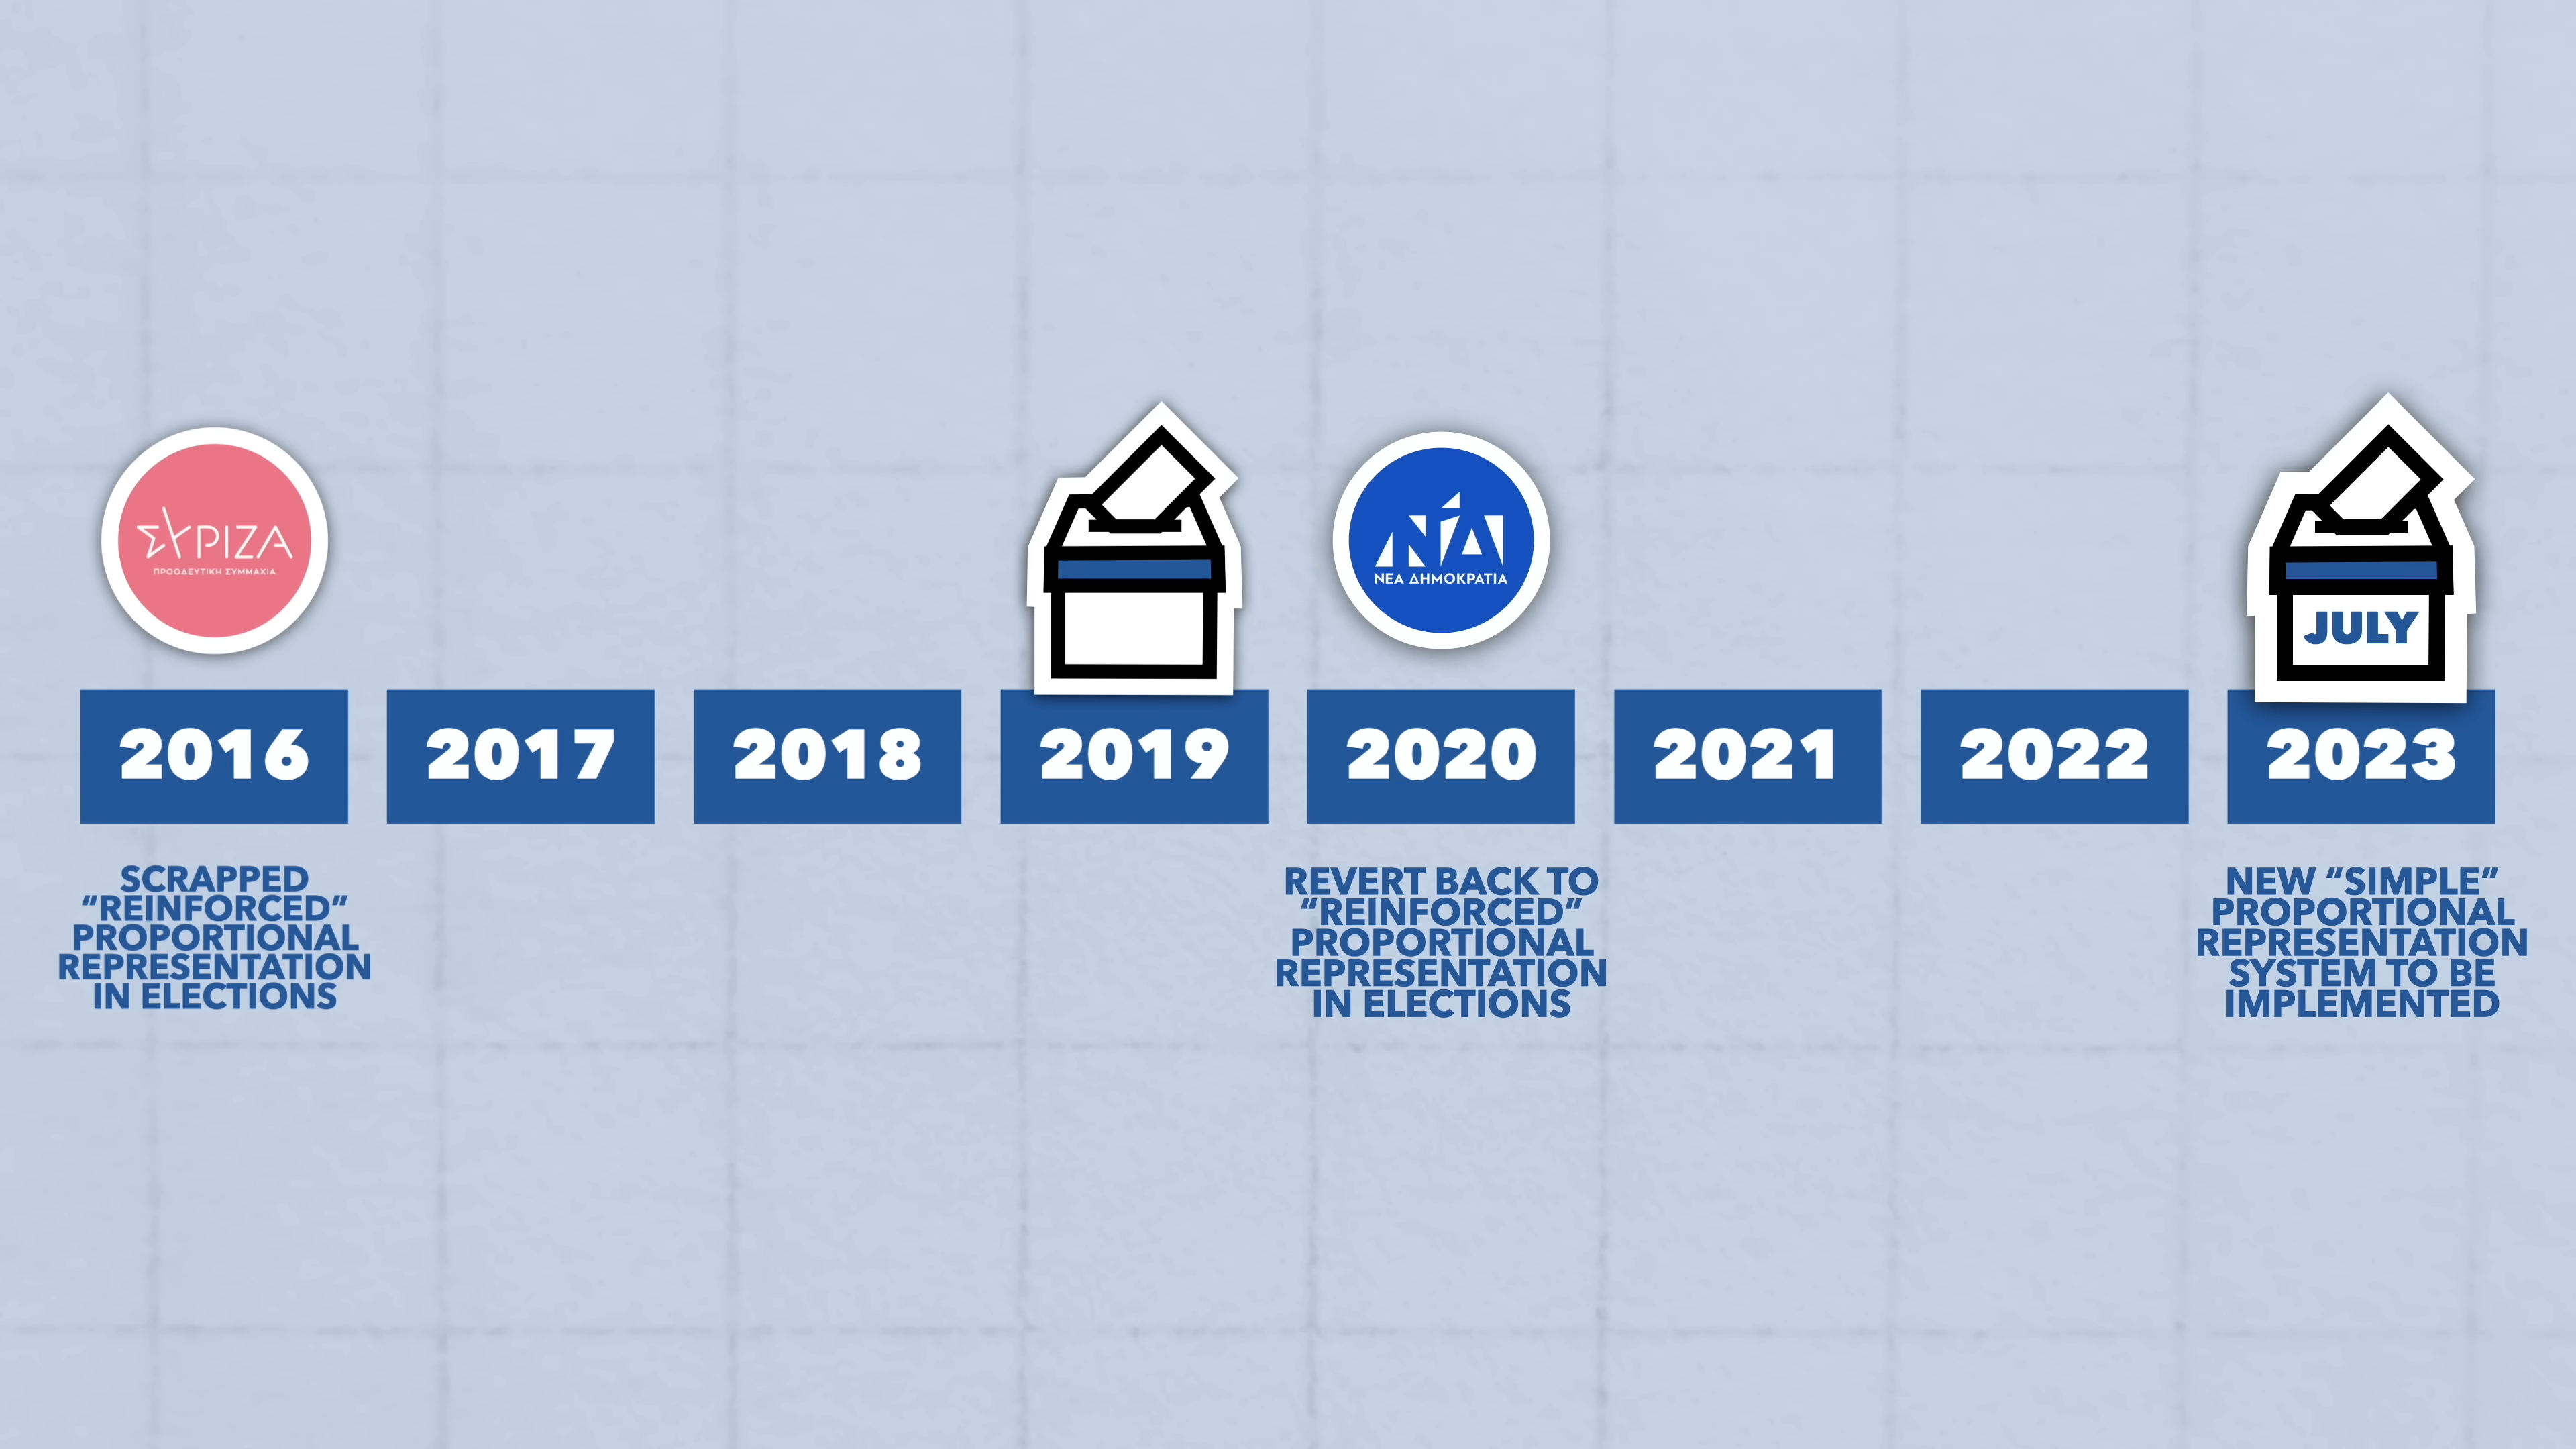 ΣΥΡΙΖΑ
ΠΡΟΟΔΕΥΤΙΚΗ ΣΥΜΜΑΧΙΑ
ΝΔ
ΝΕΑ ΔΗΜΟΚΡΑΤΙΑ
JULY
2016
2017
2018
2019
2020
2021
2022
2023
SCRAPPED
“REINFORCED”
PROPORTIONAL
REPRESENTATION
IN ELECTIONS
REVERT BACK TO
“REINFORCED”
PROPORTIONAL
REPRESENTATION
IN ELECTIONS
NEW “SIMPLE”
PROPORTIONAL
REPRESENTATION
SYSTEM TO BE
IMPLEMENTED